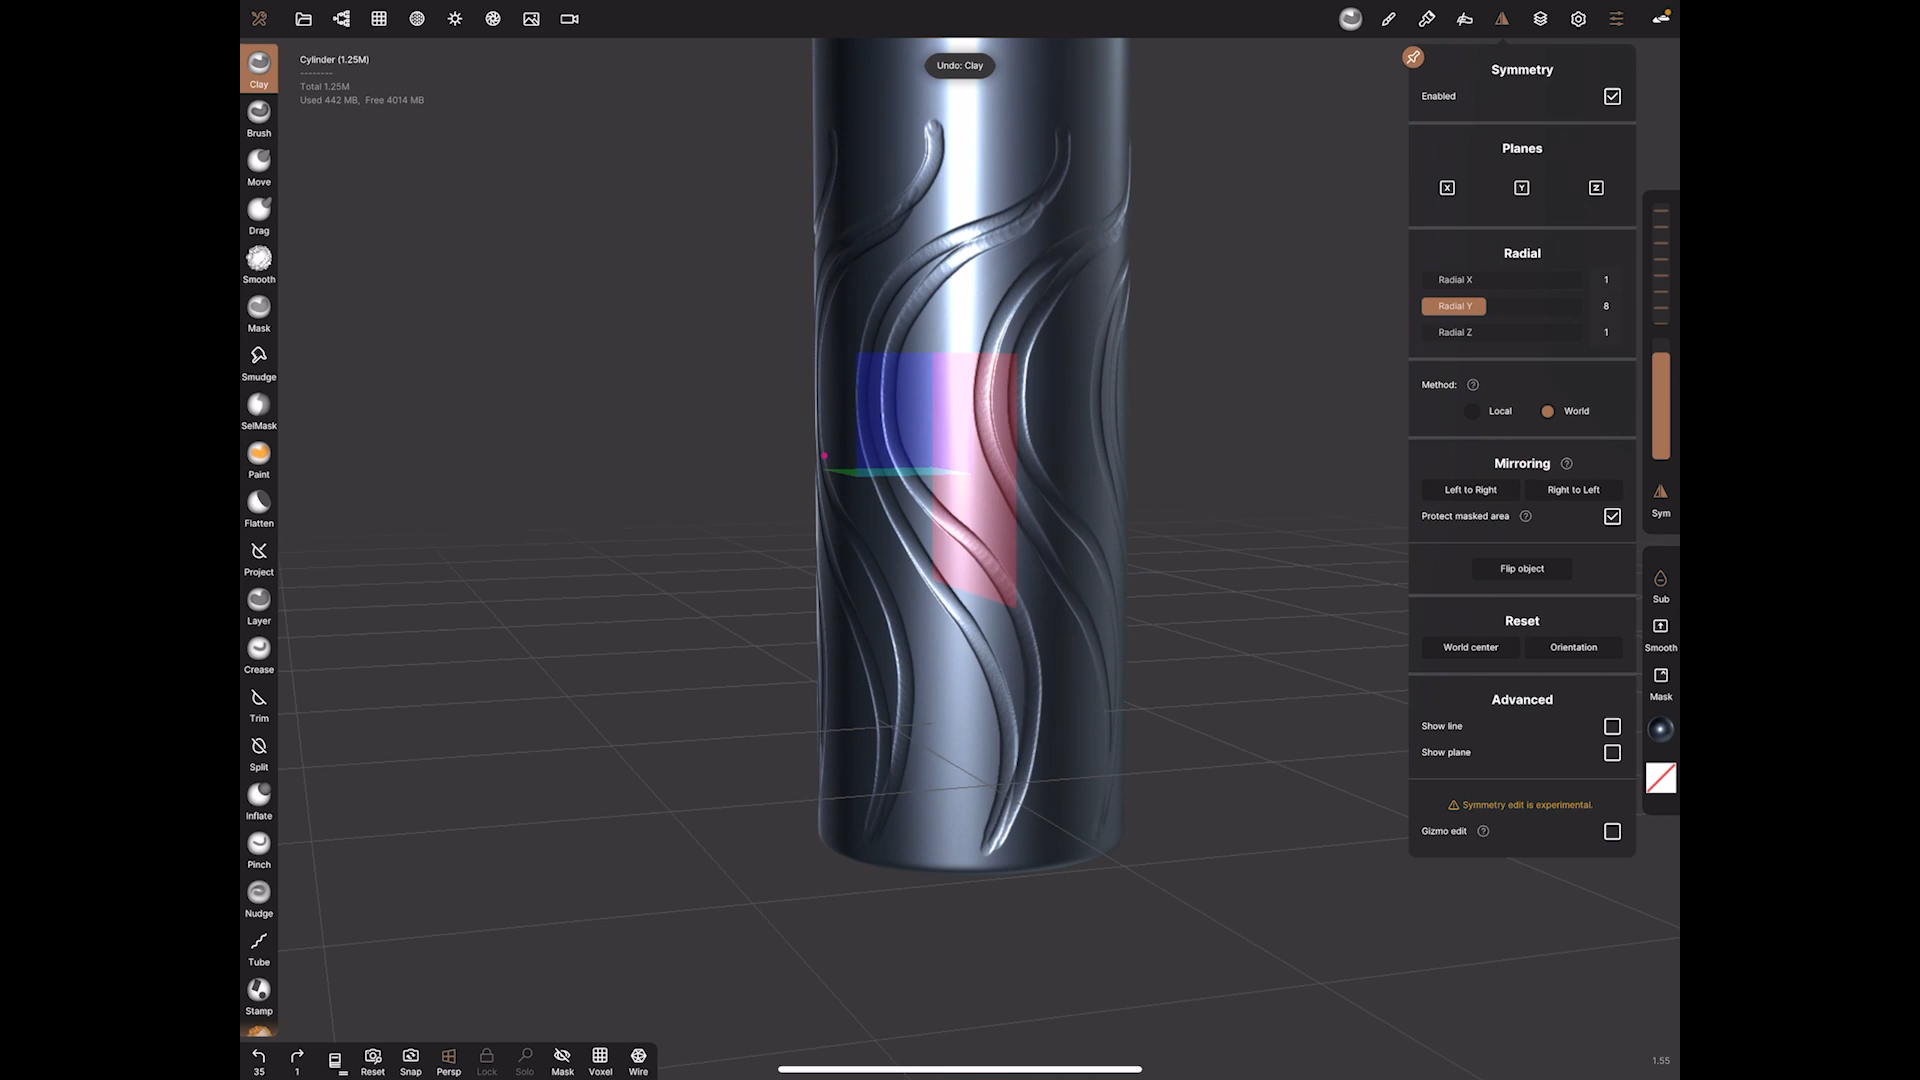 Cylinder (1.25M)
--------
Total 1.25M
Used 442 MB, Free 4014 MB
Undo: Clay
Clay
Brush
Move
Drag
Smooth
Mask
Smudge
SelMask
Paint
Flatten
Project
Layer
Crease
Trim
Split
Inflate
Pinch
Nudge
Tube
Stamp
35
1
Reset
Snap
Persp
Lock
Solo
Mask
Voxel
Wire
Symmetry
Enabled
Planes
X Y Z
Radial
Radial X 1
Radial Y 8
Radial Z 1
Method: ?
Local World
Mirroring ?
Left to Right Right to Left
Protect masked area ?
Flip object
Reset
World center Orientation
Advanced
Show line
Show plane
Symmetry edit is experimental.
Gizmo edit ?
Sym
Sub
Smooth
Mask
1.55